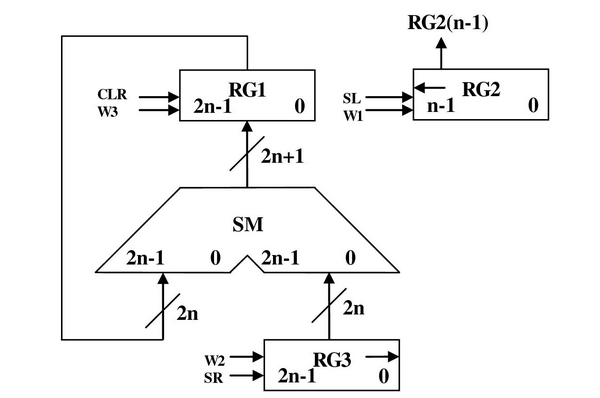 RG2(n-1)
CLR
W3
RG1
2n-1 0
SL
W1
RG2
n-1 0
2n+1
SM
2n-1 0 2n-1 0
2n
2n
W2
SR
RG3
2n-1 0